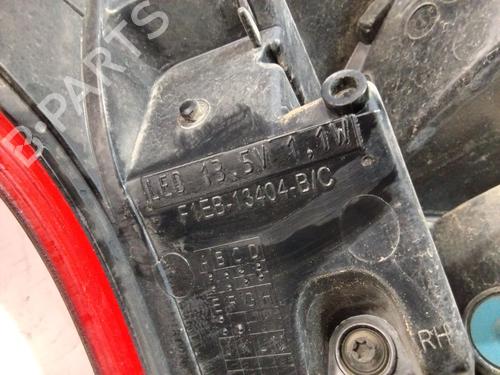 B-PARTS
LED 13.5V 1.1W
F1EB-13404-B/C
A B C D
E F G H
RH